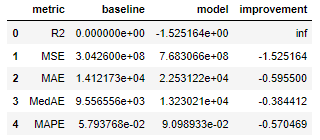 metric baseline model improvement
0 R2 0.000000e+00 -1.525164e+00 inf
1 MSE 3.042600e+08 7.683066e+08 -1.525164
2 MAE 1.412173e+04 2.253122e+04 -0.595500
3 MedAE 9.556556e+03 1.323021e+04 -0.384412
4 MAPE 5.793768e-02 9.098933e-02 -0.570469